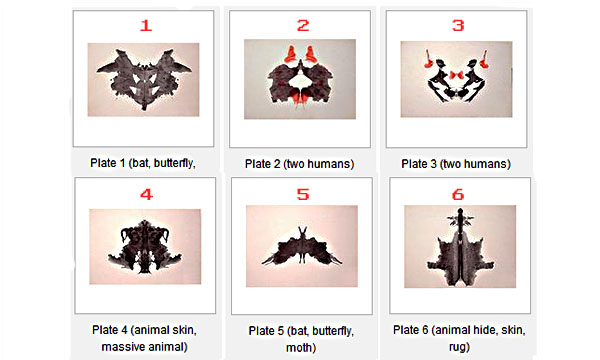 1
2
3
Plate 1 (bat, butterfly,
Plate 2 (two humans)
Plate 3 (two humans)
4
5
6
Plate 4 (animal skin,
massive animal)
Plate 5 (bat, butterfly,
moth)
Plate 6 (animal hide, skin,
rug)